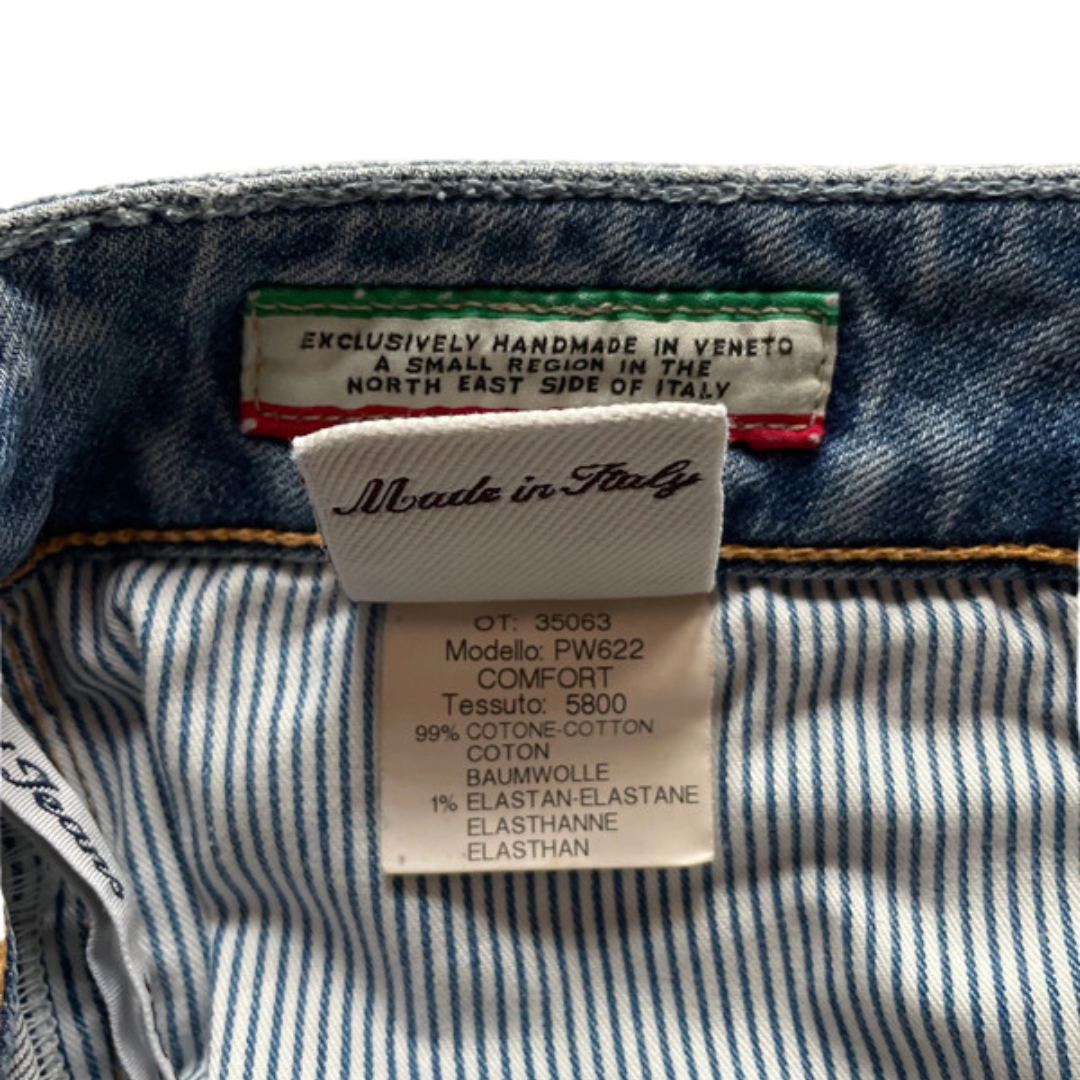 EXCLUSIVELY HANDMADE IN VENETO
A SMALL REGION IN THE
NORTH EAST SIDE OF ITALY
Made in Italy
OT: 35063
Modello: PW622
COMFORT
Tessuto: 5800
99% COTONE-COTTON
COTON
BAUMWOLLE
1% ELASTAN-ELASTANE
ELASTHANNE
ELASTHAN
Jeans